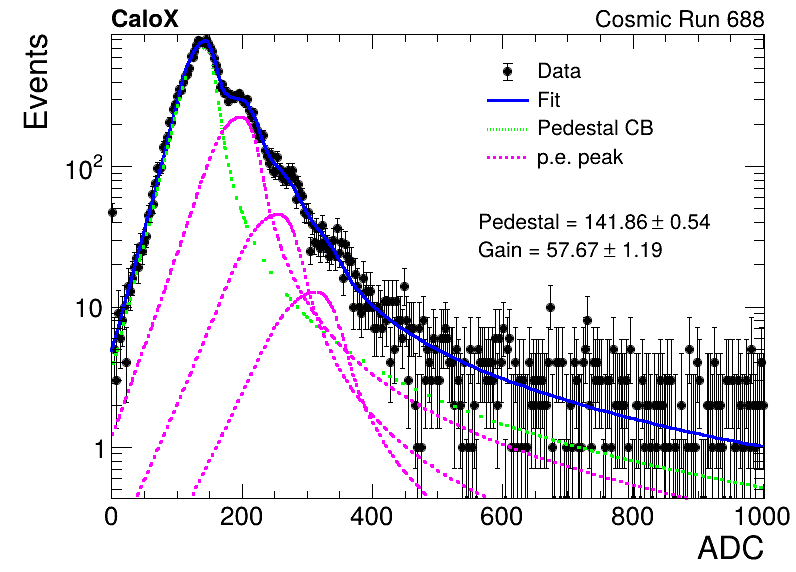 CaloX Cosmic Run 688
Events
Data
Fit
Pedestal CB
p.e. peak
Pedestal = 141.86 ± 0.54
Gain = 57.67 ± 1.19
10²
10
1
0 200 400 600 800 1000
ADC